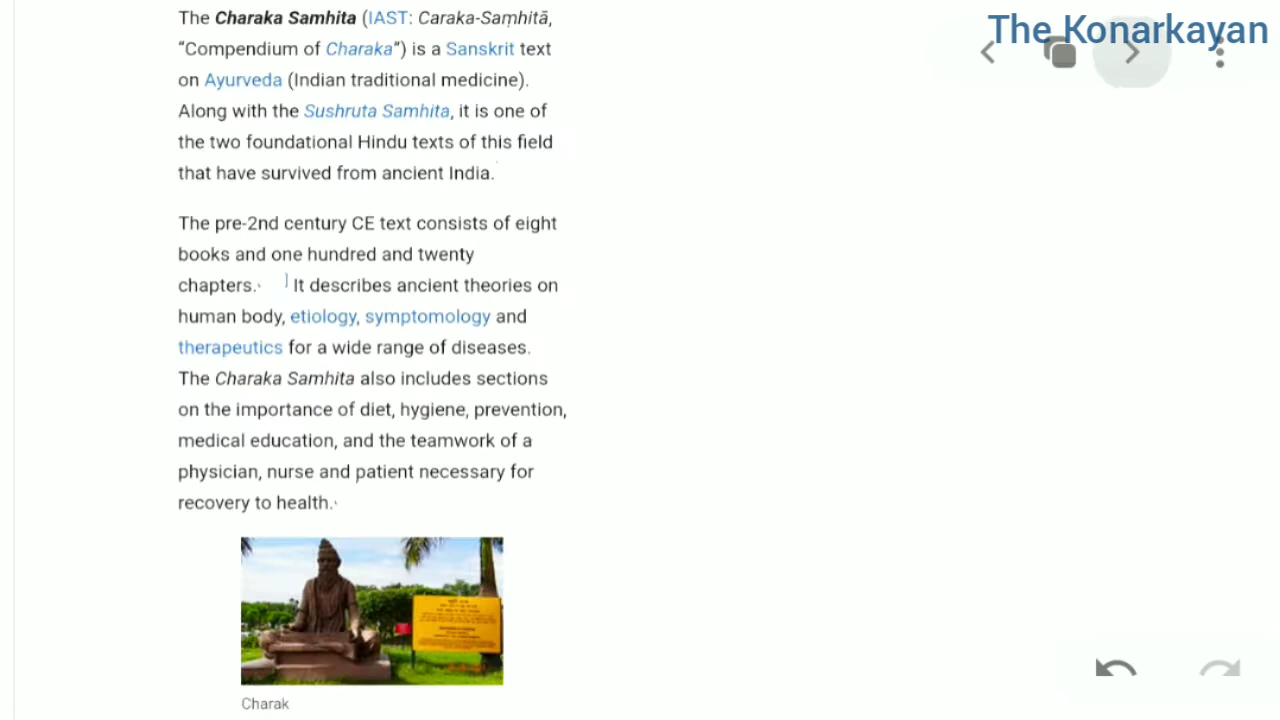 The Konarkayan
The Charaka Samhita (IAST: Caraka-Saṃhitā,
“Compendium of Charaka”) is a Sanskrit text
on Ayurveda (Indian traditional medicine).
Along with the Sushruta Samhita, it is one of
the two foundational Hindu texts of this field
that have survived from ancient India.
The pre-2nd century CE text consists of eight
books and one hundred and twenty
chapters. ] It describes ancient theories on
human body, etiology, symptomology and
therapeutics for a wide range of diseases.
The Charaka Samhita also includes sections
on the importance of diet, hygiene, prevention,
medical education, and the teamwork of a
physician, nurse and patient necessary for
recovery to health.
Charak